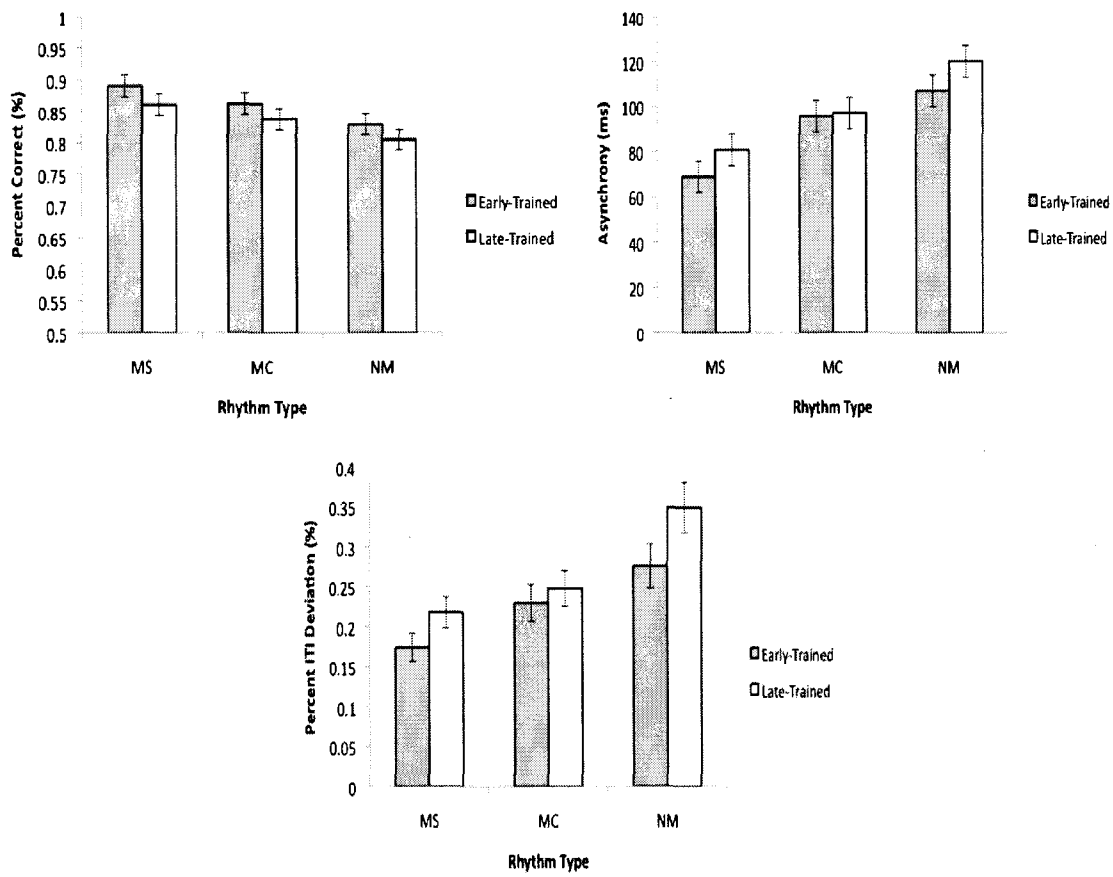 1
0.95
0.9
0.85
0.8
0.75
0.7
0.65
0.6
0.55
0.5
Percent Correct (%)
MS MC NM
Rhythm Type
Early-Trained
Late-Trained
140
120
100
80
60
40
20
0
Asynchrony (ms)
MS MC NM
Rhythm Type
Early-Trained
Late-Trained
0.4
0.35
0.3
0.25
0.2
0.15
0.1
0.05
0
Percent ITI Deviation (%)
MS MC NM
Rhythm Type
Early-Trained
Late-Trained